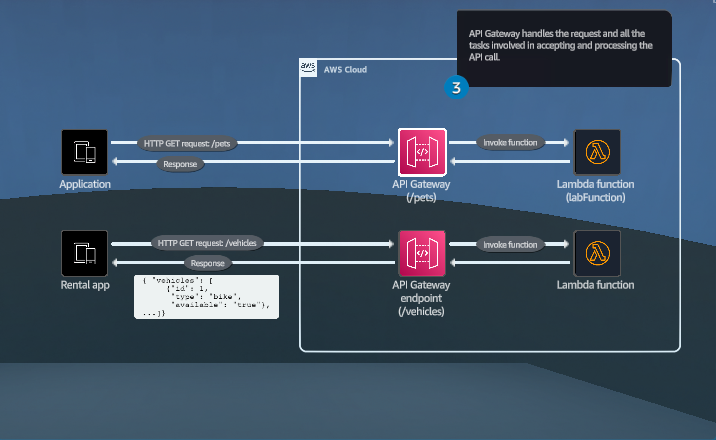 API Gateway handles the request and all the
tasks involved in accepting and processing the
API call.
3
aws
AWS Cloud
HTTP GET request: /pets
Response
Invoke function
Application
API Gateway
(/pets)
Lambda function
(labFunction)
HTTP GET request: /vehicles
Response
Invoke function
Rental app
API Gateway
endpoint
(/vehicles)
Lambda function
{ "vehicles": [
{"id": 1,
"type": "bike",
"available": "true"},
...]}